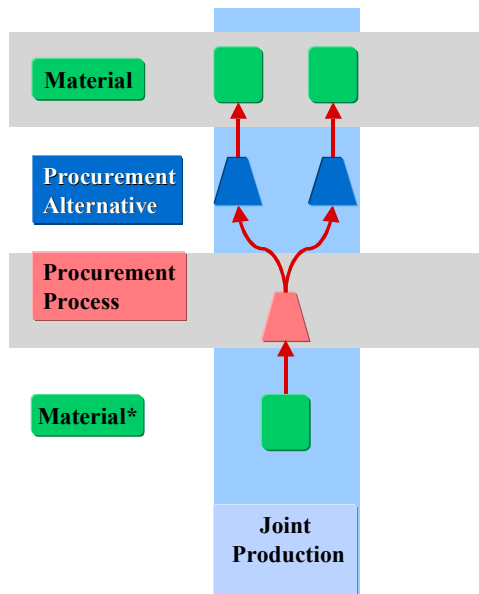 Material
Procurement
Alternative
Procurement
Process
Material*
Joint
Production